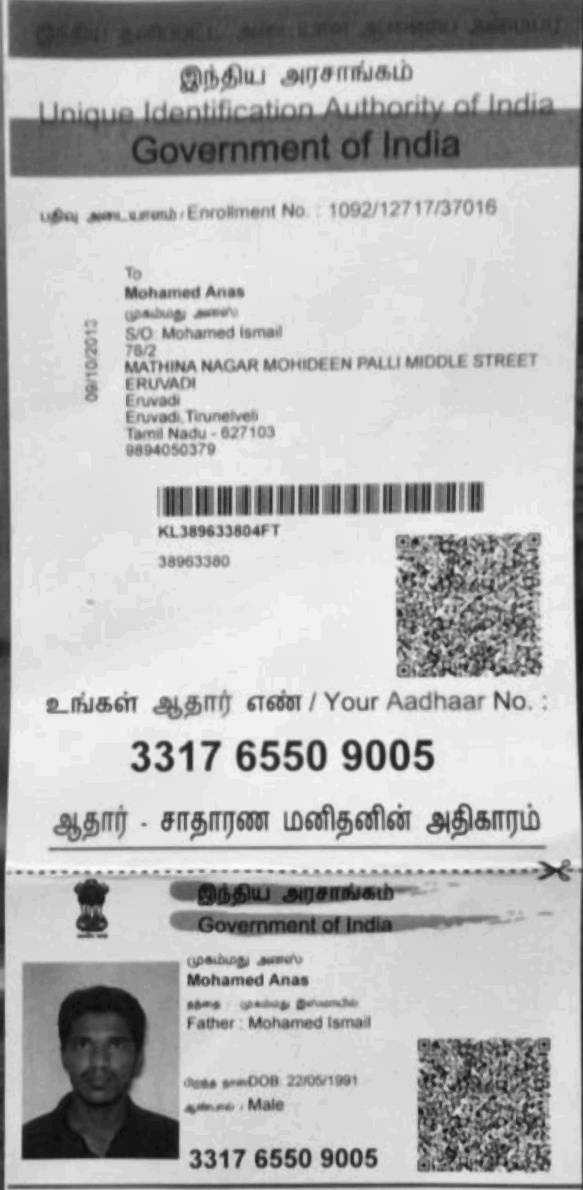 இந்திய அரசாங்கம்
Unique Identification Authority of India
Government of India
பதிவு அடையாளம் / Enrollment No. : 1092/12717/37016
To
Mohamed Anas
முகம்மது அனஸ்
S/O: Mohamed Ismail
76/2
MATHINA NAGAR MOHIDEEN PALLI MIDDLE STREET
ERUVADI
Eruvadi
Eruvadi,Tirunelveli
Tamil Nadu - 627103
9894050379
09/10/2013
KL389633804FT
38963380
உங்கள் ஆதார் எண் / Your Aadhaar No. :
3317 6550 9005
ஆதார் - சாதாரண மனிதனின் அதிகாரம்
இந்திய அரசாங்கம்
Government of India
முகம்மது அனஸ்
Mohamed Anas
தந்தை : முகம்மது இஸ்மாயில்
Father : Mohamed Ismail
பிறந்த நாள்DOB: 22/05/1991
ஆண்பால் / Male
3317 6550 9005